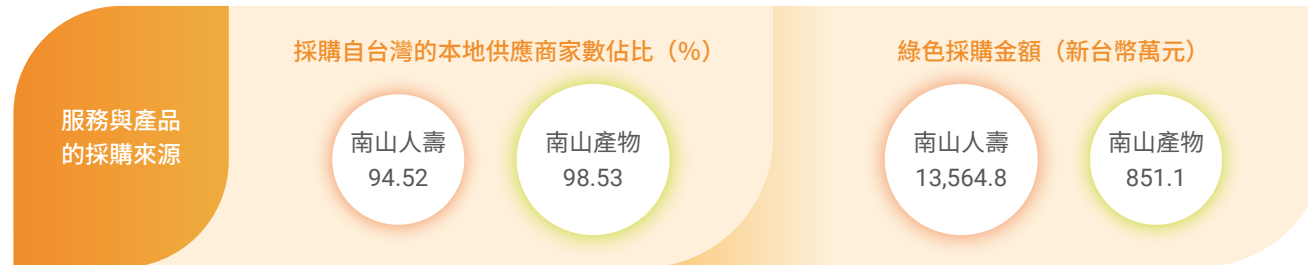 服務與產品
的採購來源
採購自台灣的本地供應商家數佔比（%）
南山人壽
94.52
南山產物
98.53
綠色採購金額（新台幣萬元）
南山人壽
13,564.8
南山產物
851.1